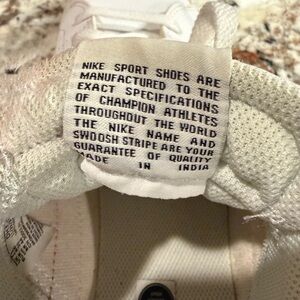 NIKE SPORT SHOES ARE
MANUFACTURED TO THE
EXACT SPECIFICATIONS
OF CHAMPION ATHLETES
THROUGHOUT THE WORLD
THE NIKE NAME AND
SWOOSH STRIPE ARE YOUR
GUARANTEE OF QUALITY
MADE IN INDIA